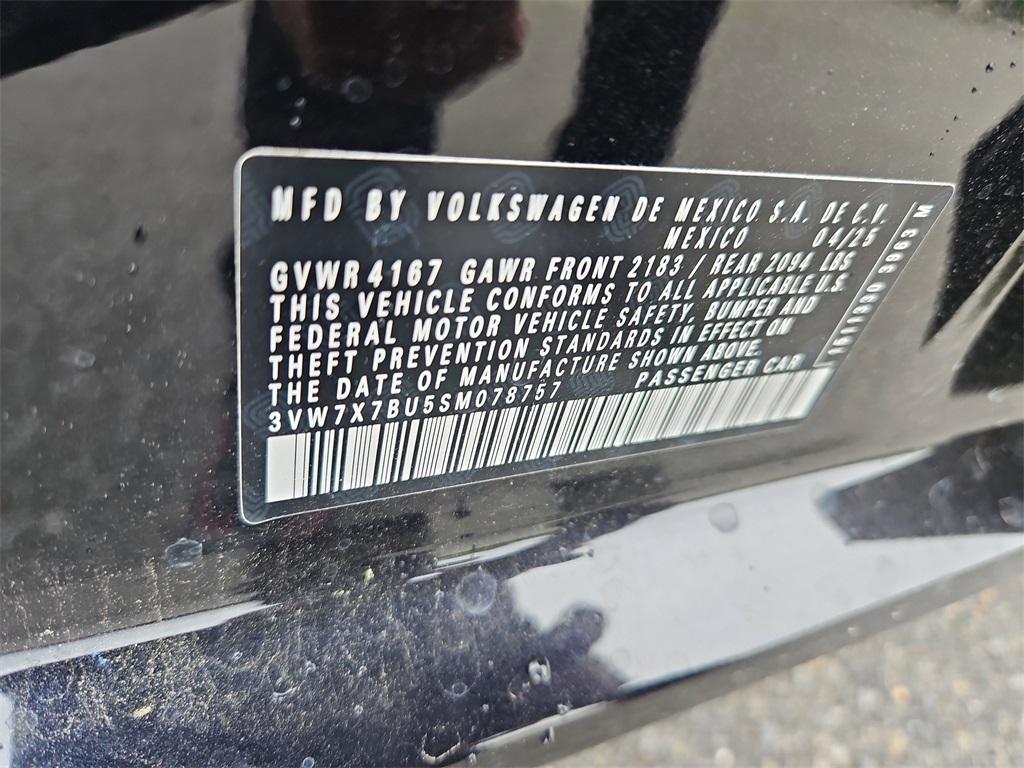 MFD BY VOLKSWAGEN DE MEXICO S.A. DE C.V.
MEXICO 04/25
GVWR 4167 GAWR FRONT 2183 / REAR 2094 LBS
THIS VEHICLE CONFORMS TO ALL APPLICABLE U.S.
FEDERAL MOTOR VEHICLE SAFETY, BUMPER AND
THEFT PREVENTION STANDARDS IN EFFECT ON
THE DATE OF MANUFACTURE SHOWN ABOVE.
3VW7X7BU5SM078757 PASSENGER CAR